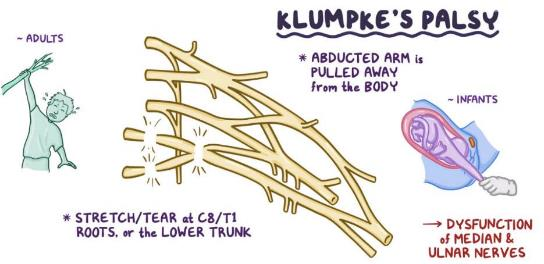 KLUMPKE'S PALSY
~ ADULTS
* ABDUCTED ARM is
PULLED AWAY
from the BODY
~ INFANTS
* STRETCH/TEAR at C8/T1
ROOTS, or the LOWER TRUNK
→ DYSFUNCTION
of MEDIAN &
ULNAR NERVES